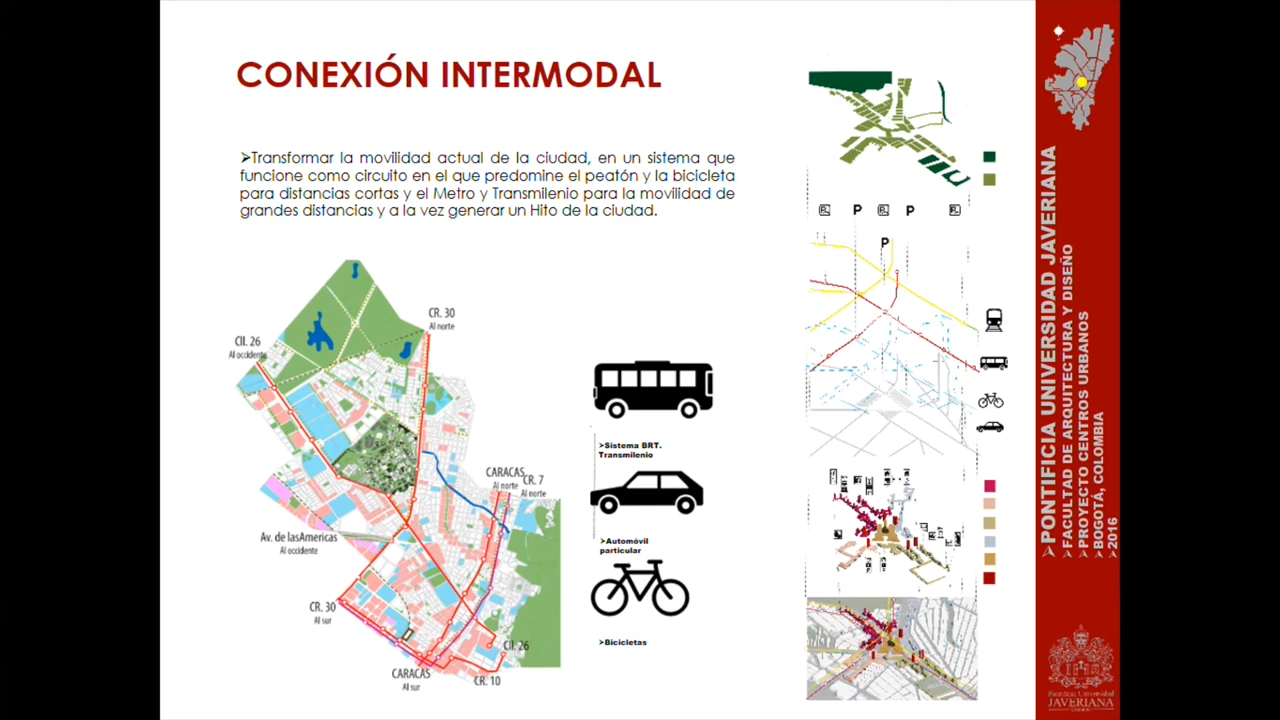 CONEXIÓN INTERMODAL
➢Transformar la movilidad actual de la ciudad, en un sistema que
funcione como circuito en el que predomine el peatón y la bicicleta
para distancias cortas y el Metro y Transmilenio para la movilidad de
grandes distancias y a la vez generar un Hito de la ciudad.
CR. 30
Al norte
Cll. 26
Al occidente
CARACAS
Al norte
CR. 7
Al norte
Av. de lasAmericas
Al occidente
CR. 30
Al sur
Cll. 26
CARACAS
Al sur
CR. 10
➢Sistema BRT.
Transmilenio
➢Automóvil
particular
➢Bicicletas
P P
P
➢PONTIFICIA UNIVERSIDAD JAVERIANA
➢FACULTAD DE ARQUITECTURA Y DISEÑO
➢PROYECTO CENTROS URBANOS
➢BOGOTÁ, COLOMBIA
➢2016
Pontificia Universidad
JAVERIANA